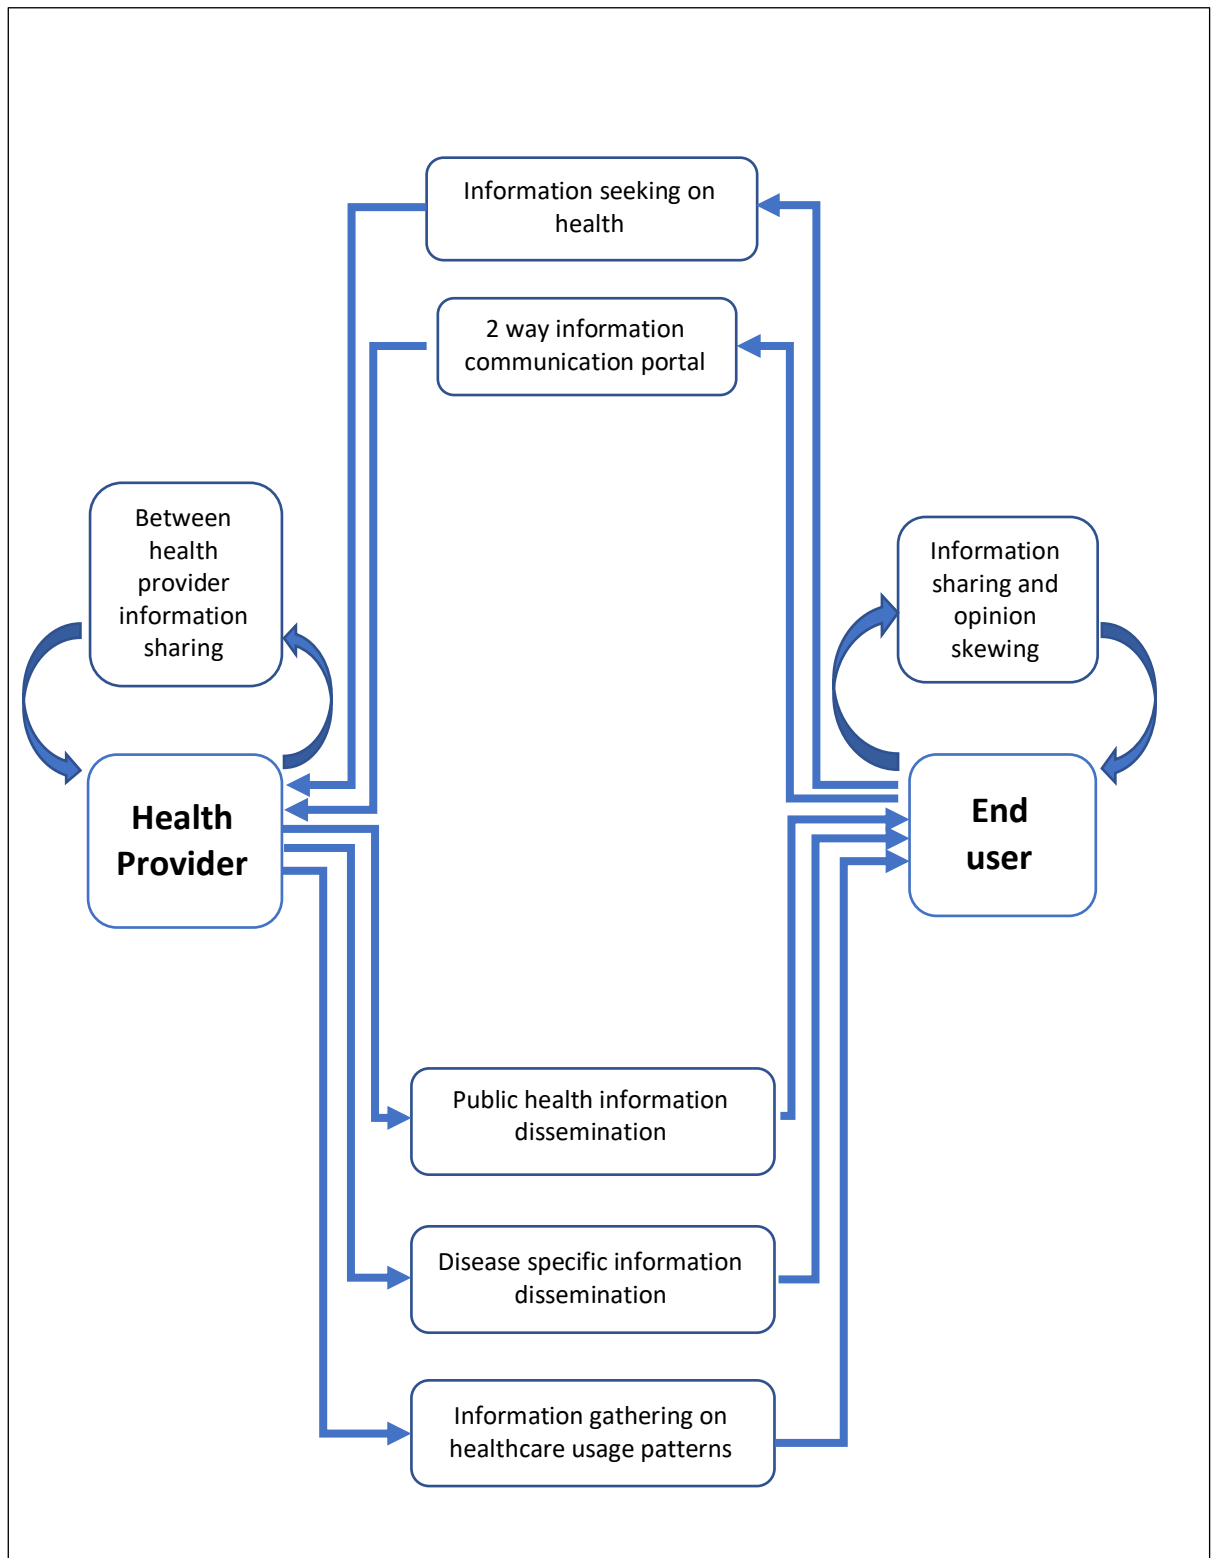 Information seeking on
health
2 way information
communication portal
Between
health
provider
information
sharing
Information
sharing and
opinion
skewing
Health
Provider
End
user
Public health information
dissemination
Disease specific information
dissemination
Information gathering on
healthcare usage patterns